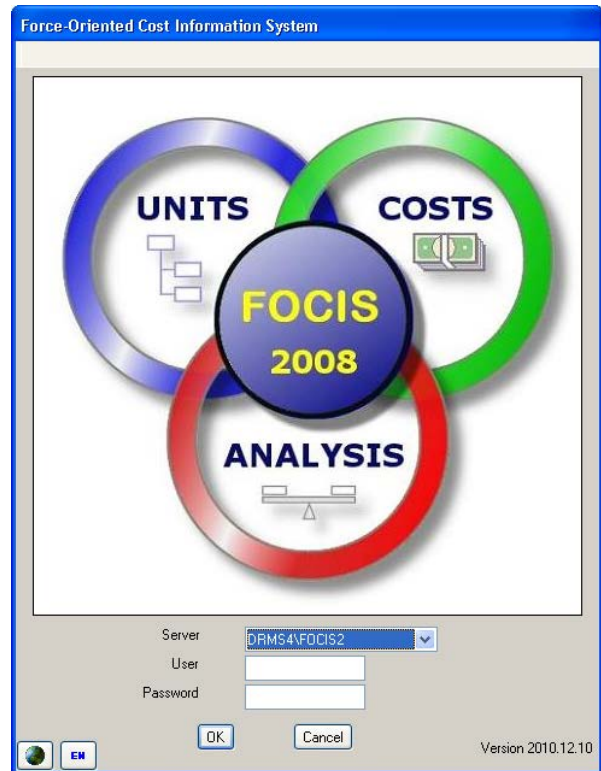 Force-Oriented Cost Information System
UNITS
COSTS
FOCIS
2008
ANALYSIS
Server
DRMS4\FOCIS2
User
Password
OK
Cancel
EN
Version 2010.12.10